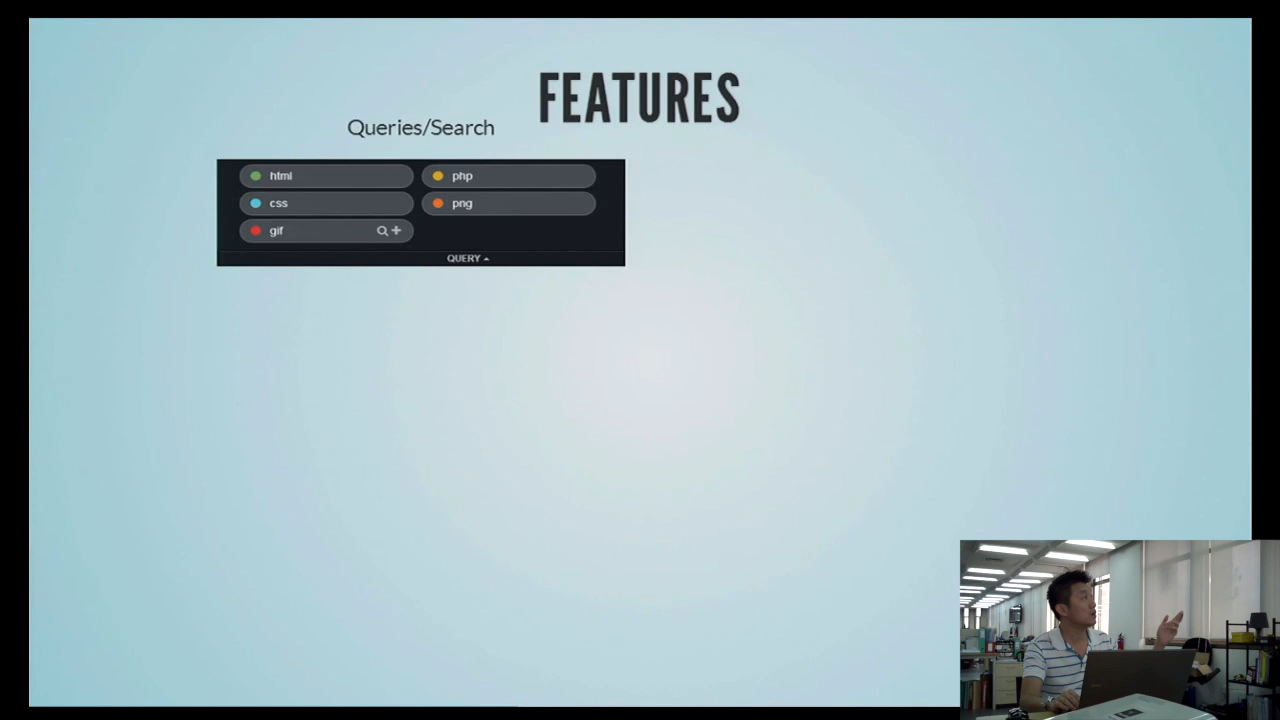 FEATURES
Queries/Search
html
php
css
png
gif
QUERY